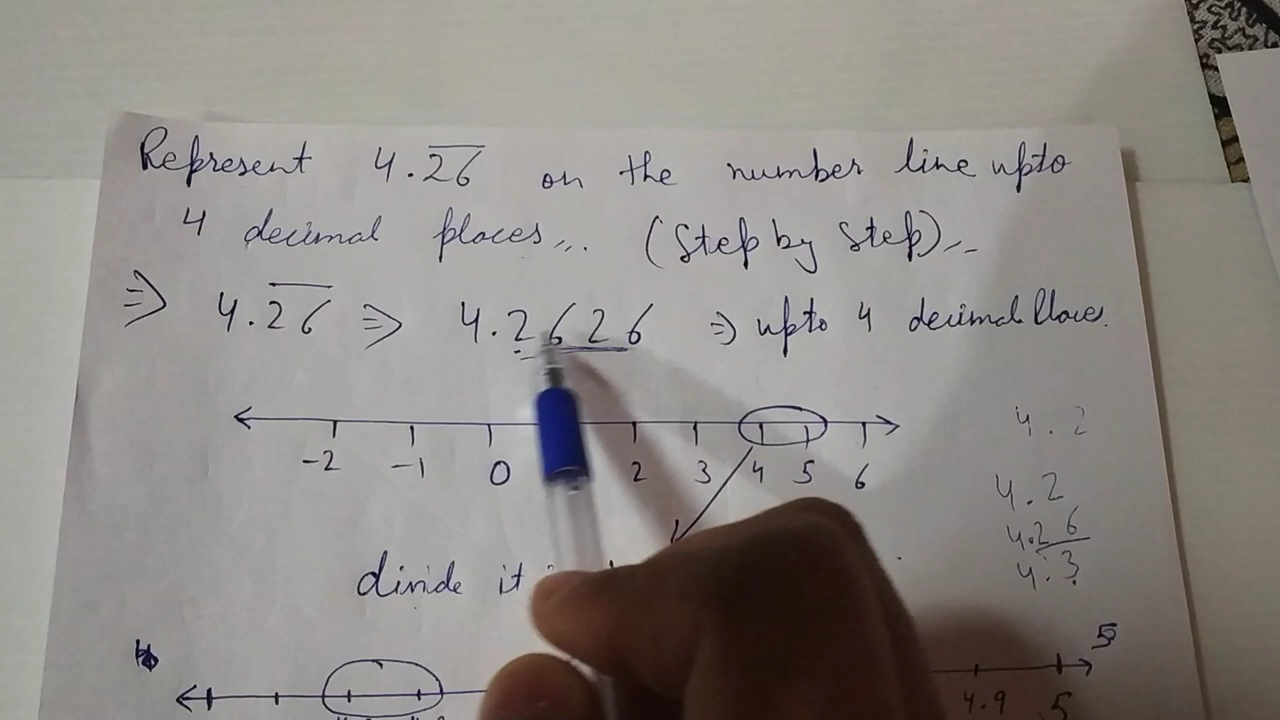 Represent 4.2̅6̅ on the number line upto
4 decimal places... (Step by Step)...
⇒ 4.2̅6̅ ⇒ 4.2626 ⇒ upto 4 decimal Places.
4.2
-2 -1 0 2 3 4 5 6
4.2
4.26
4.3
divide it
5
4.9 5